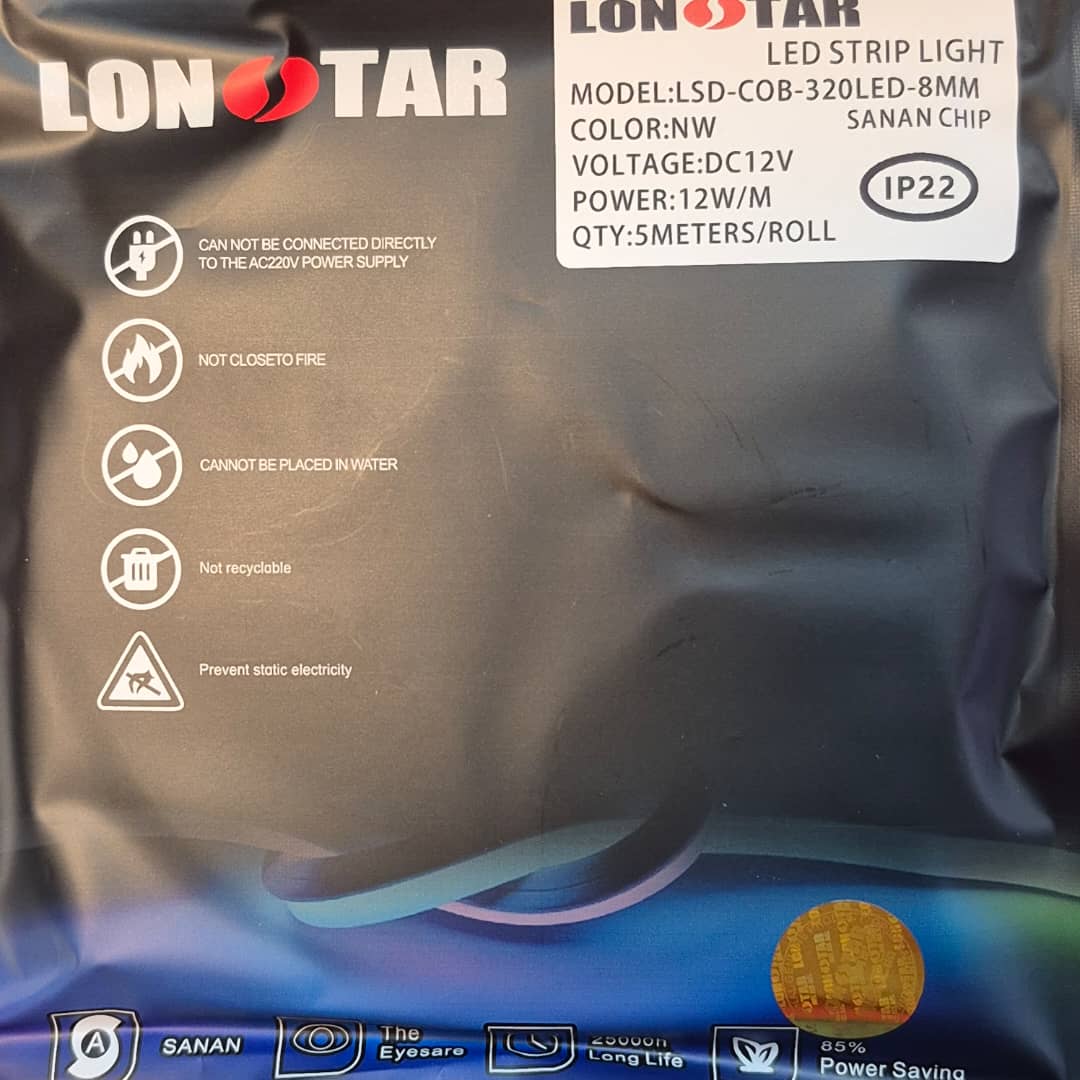 LONSTAR
LONSTAR
LED STRIP LIGHT
MODEL:LSD-COB-320LED-8MM
COLOR:NW
SANAN CHIP
VOLTAGE:DC12V
POWER:12W/M
IP22
QTY:5METERS/ROLL
CAN NOT BE CONNECTED DIRECTLY
TO THE AC220V POWER SUPPLY
NOT CLOSETO FIRE
CANNOT BE PLACED IN WATER
Not recyclable
Prevent static electricity
A
SANAN
The
Eyesare
25000h
Long Life
85%
Power Saving